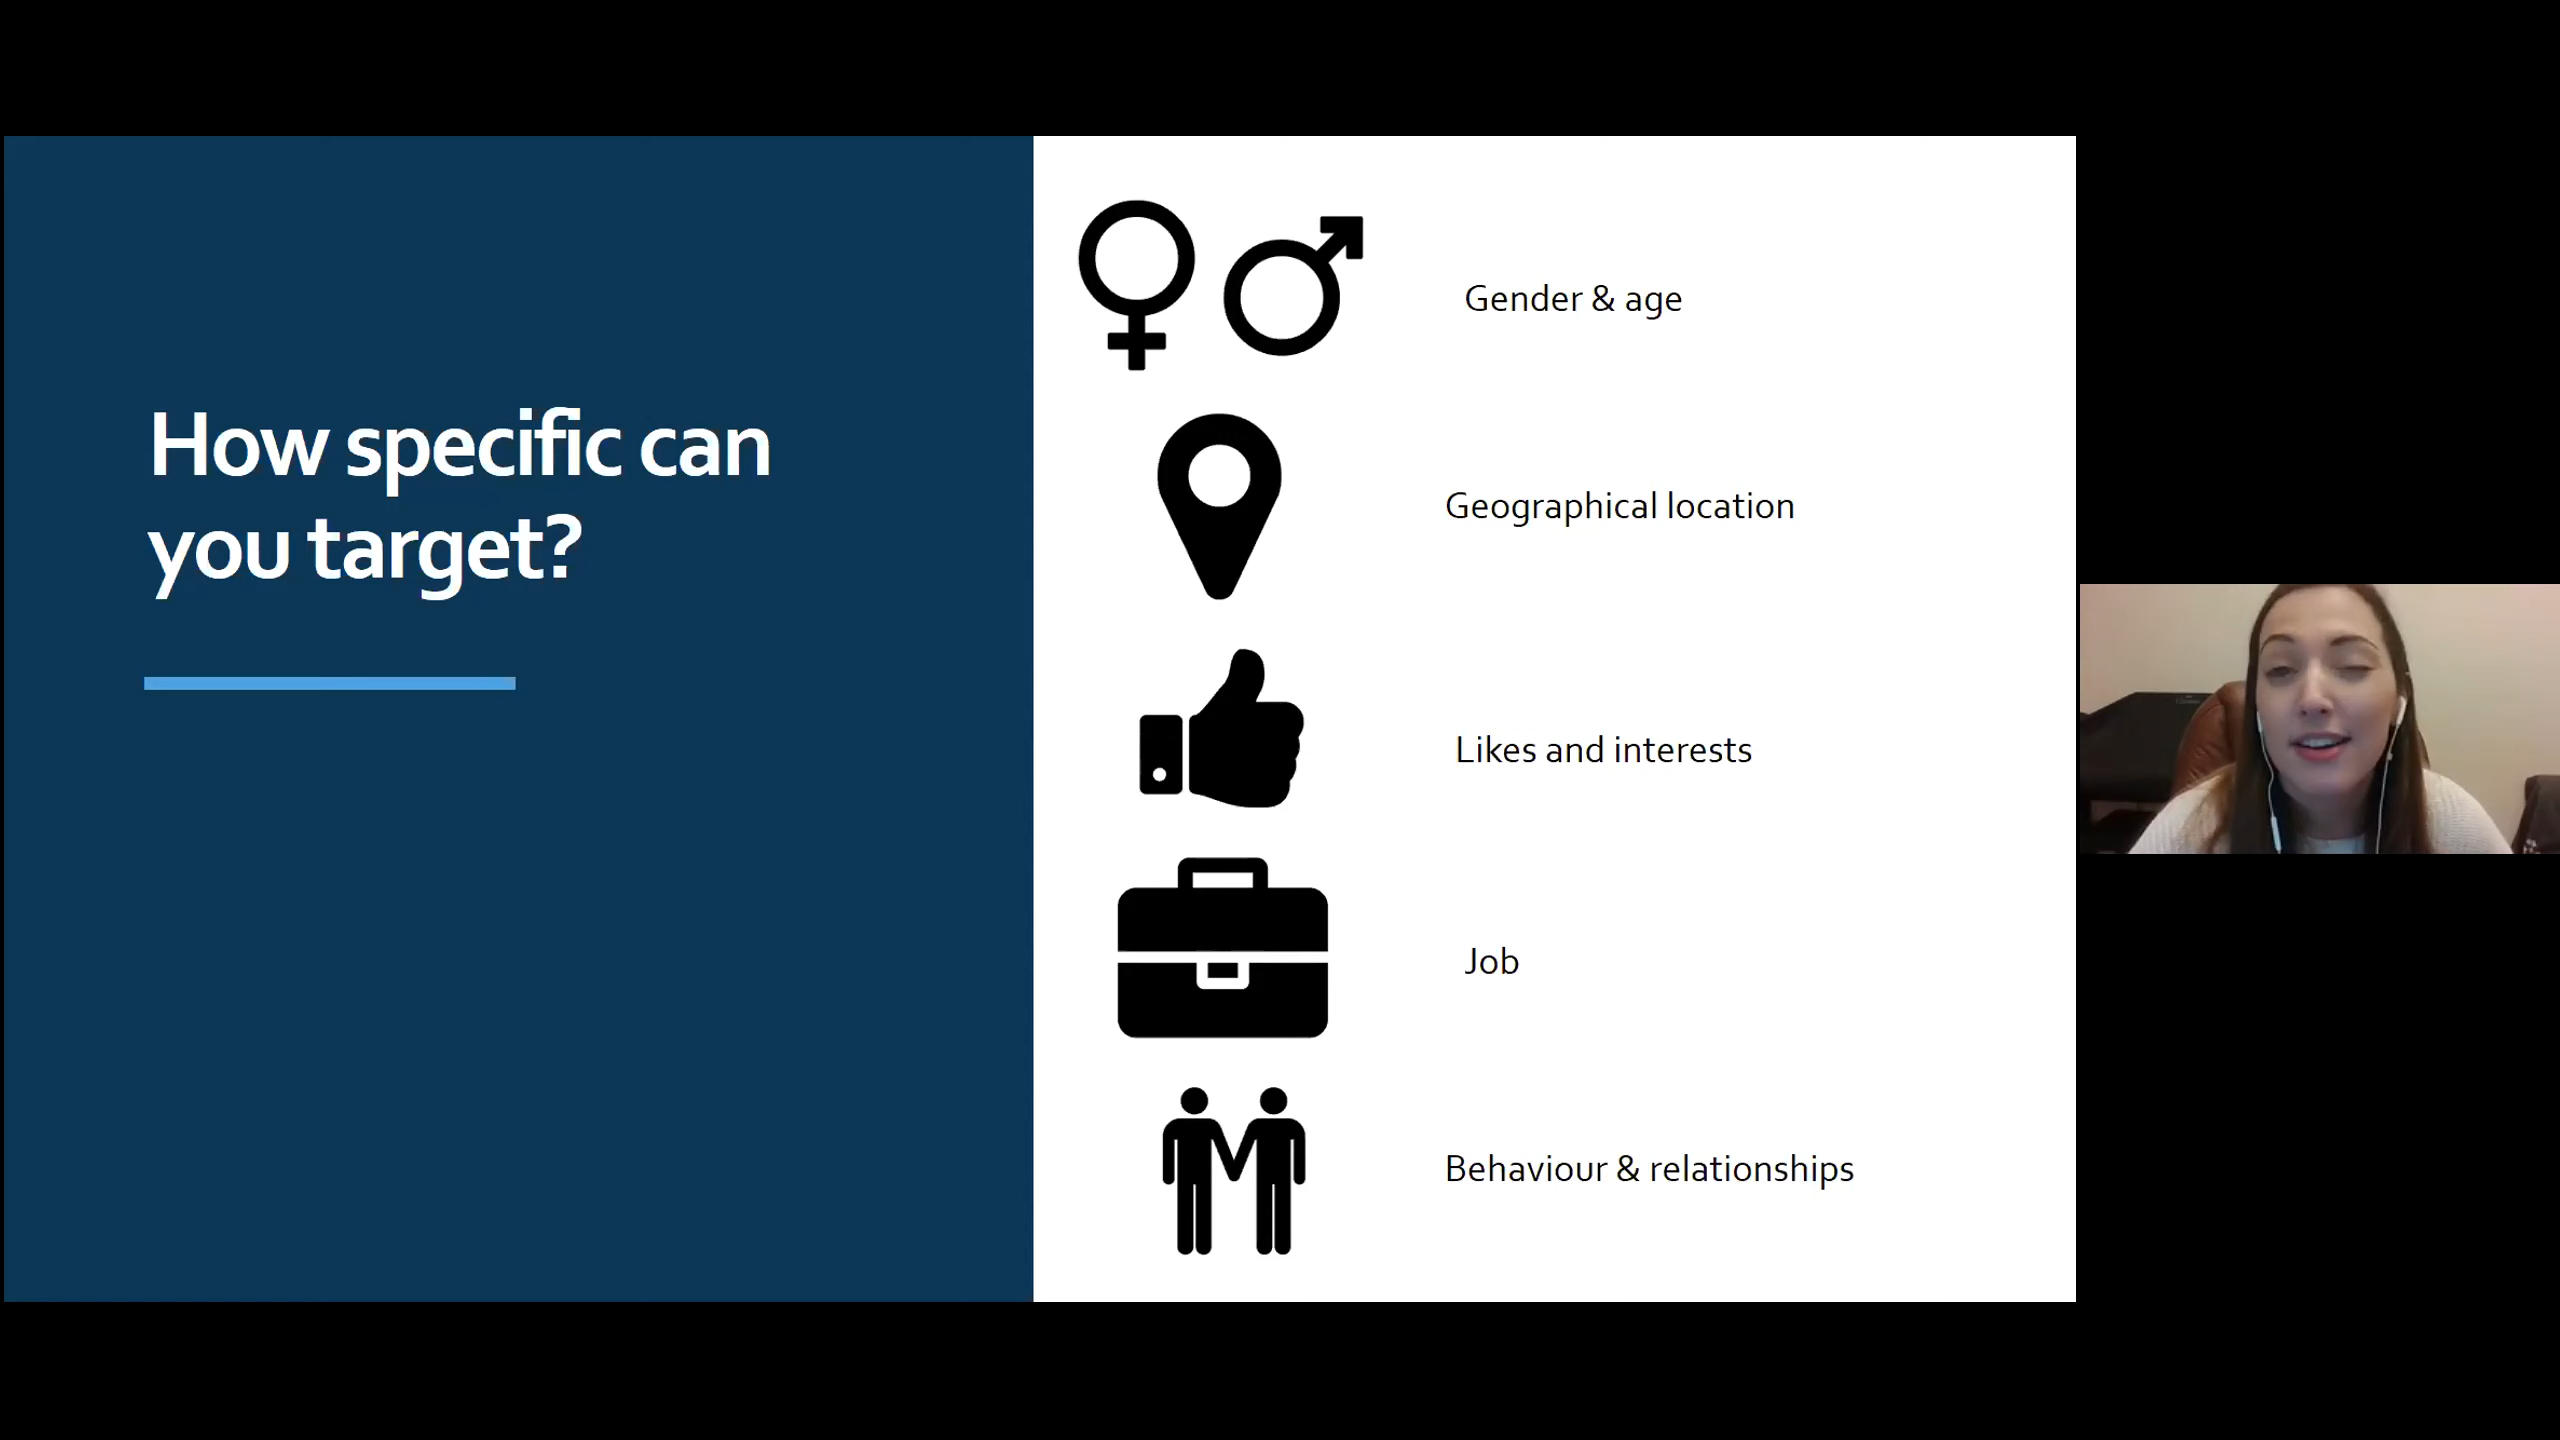 How specific can
you target?
Gender & age
Geographical location
Likes and interests
Job
Behaviour & relationships